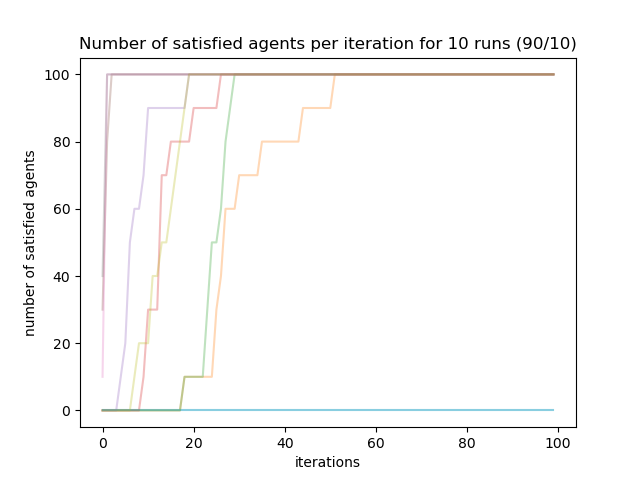 Number of satisfied agents per iteration for 10 runs (90/10)
100
80
60
40
20
0
number of satisfied agents
0 20 40 60 80 100
iterations